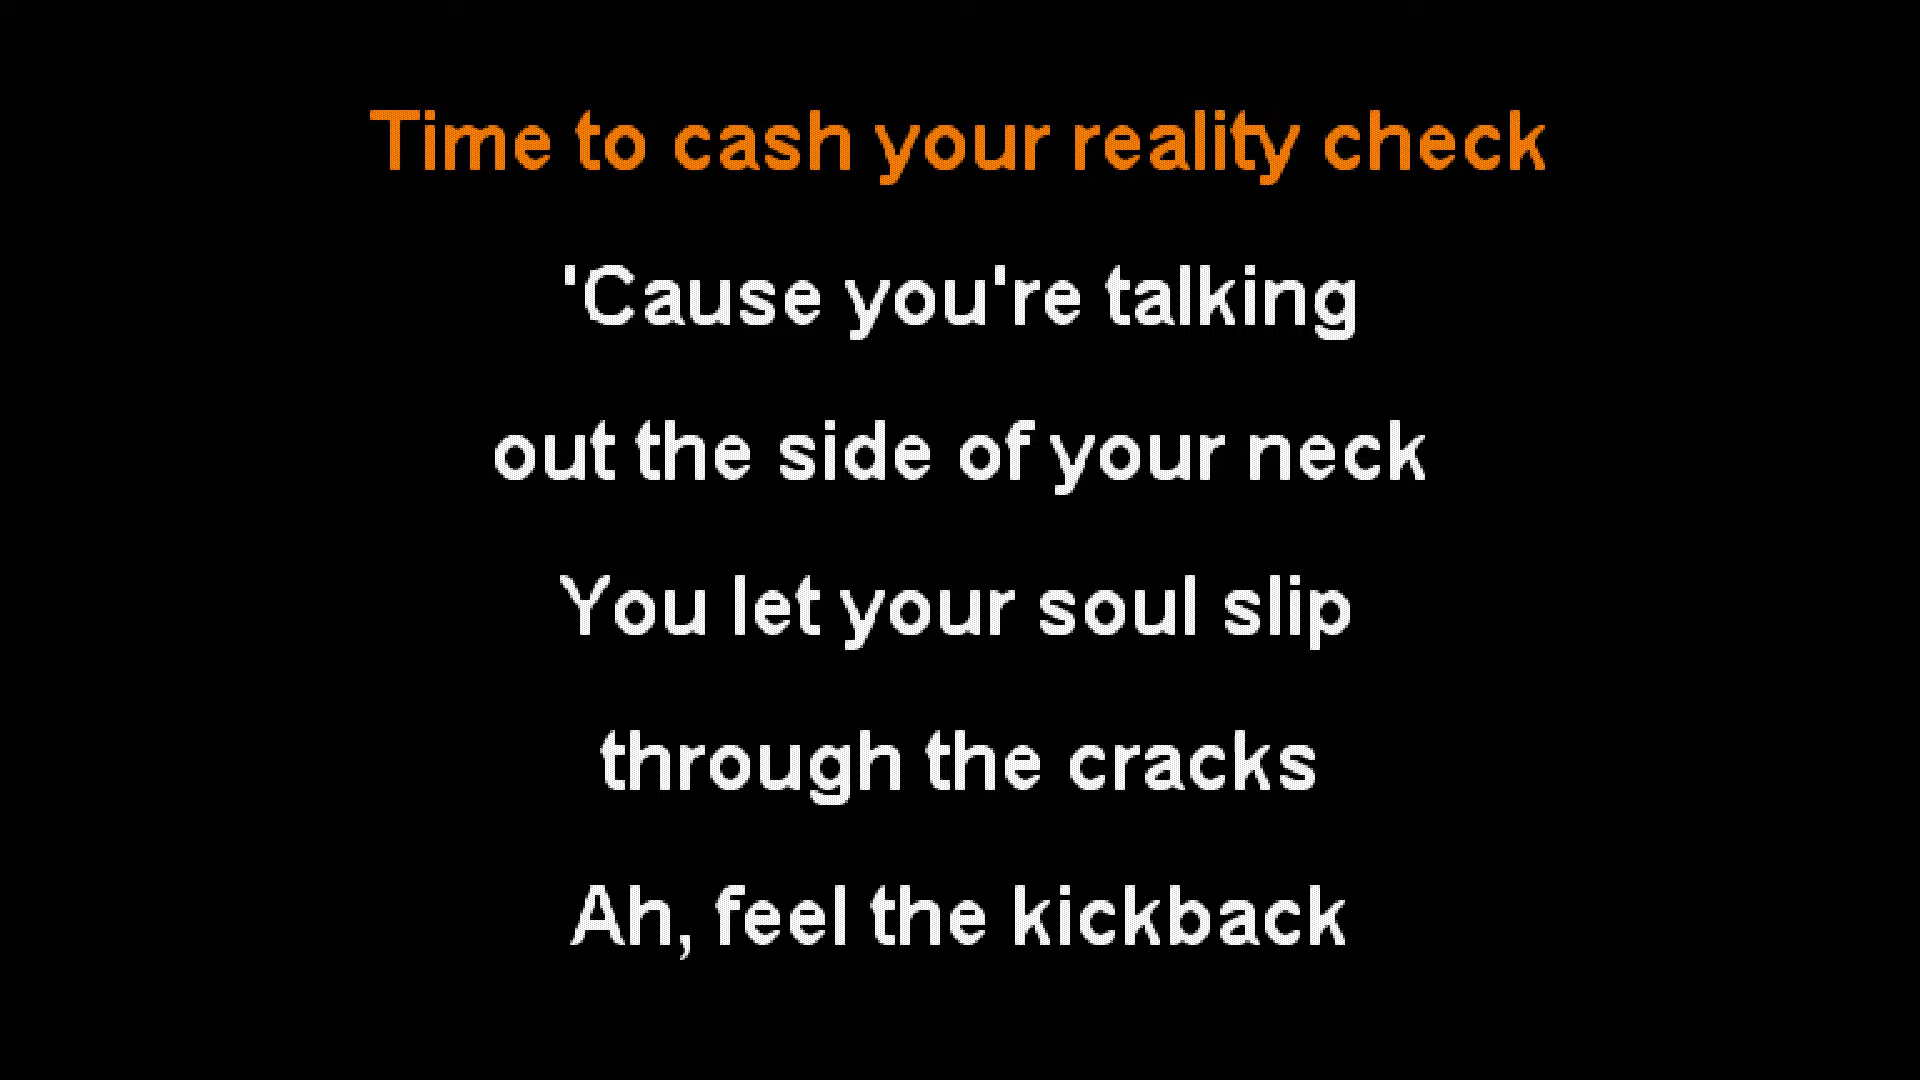 Time to cash your reality check
'Cause you're talking
out the side of your neck
You let your soul slip
through the cracks
Ah, feel the kickback